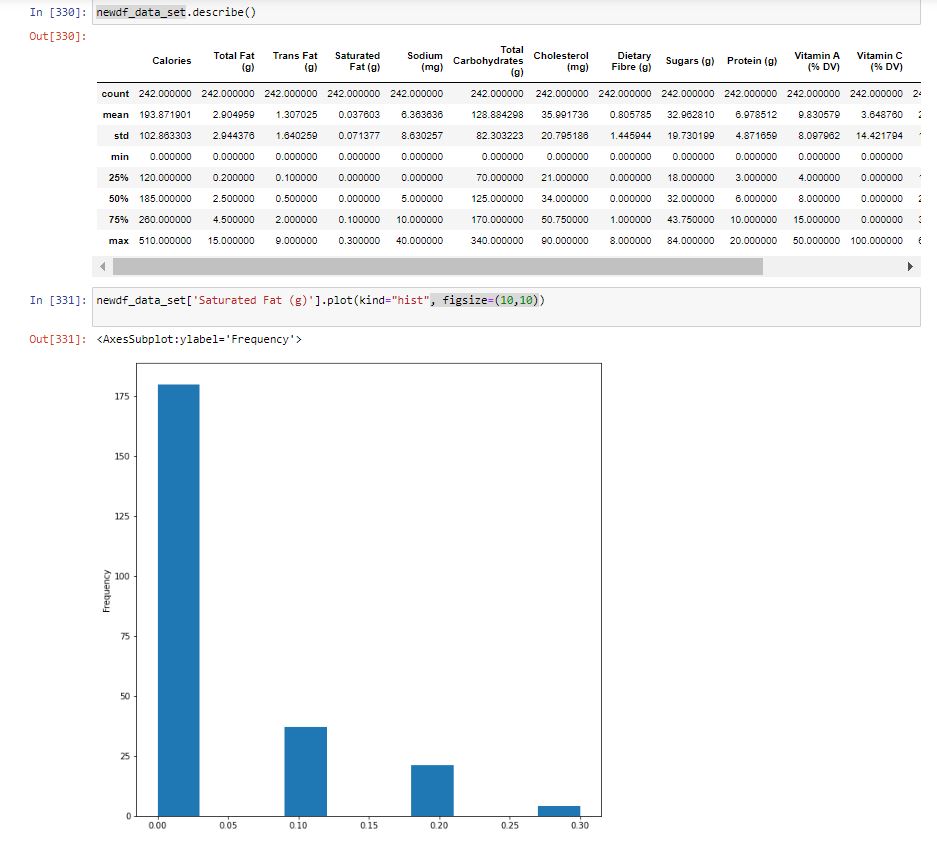 In [330]: newdf_data_set.describe()
Out[330]:
Calories Total Fat (g) Trans Fat (g) Saturated Fat (g) Sodium (mg) Total Carbohydrates (g) Cholesterol (mg) Dietary Fibre (g) Sugars (g) Protein (g) Vitamin A (% DV) Vitamin C (% DV)
count 242.000000 242.000000 242.000000 242.000000 242.000000 242.000000 242.000000 242.000000 242.000000 242.000000 242.000000 242.000000
mean 193.871901 2.904959 1.307025 0.037603 6.363636 128.884298 35.991736 0.805785 32.962810 6.978512 9.830579 3.648760
std 102.863303 2.944376 1.640259 0.071377 8.630257 82.303223 20.795186 1.445944 19.730199 4.871659 8.097962 14.421794
min 0.000000 0.000000 0.000000 0.000000 0.000000 0.000000 0.000000 0.000000 0.000000 0.000000 0.000000 0.000000
25% 120.000000 0.200000 0.100000 0.000000 0.000000 70.000000 21.000000 0.000000 18.000000 3.000000 4.000000 0.000000
50% 185.000000 2.500000 0.500000 0.000000 5.000000 125.000000 34.000000 0.000000 32.000000 6.000000 8.000000 0.000000
75% 260.000000 4.500000 2.000000 0.100000 10.000000 170.000000 50.750000 1.000000 43.750000 10.000000 15.000000 0.000000
max 510.000000 15.000000 9.000000 0.300000 40.000000 340.000000 90.000000 8.000000 84.000000 20.000000 50.000000 100.000000
In [331]: newdf_data_set['Saturated Fat (g)'].plot(kind="hist", figsize=(10,10))
Out[331]: <AxesSubplot:ylabel='Frequency'>
175
150
125
100
75
50
25
0
Frequency
0.00 0.05 0.10 0.15 0.20 0.25 0.30